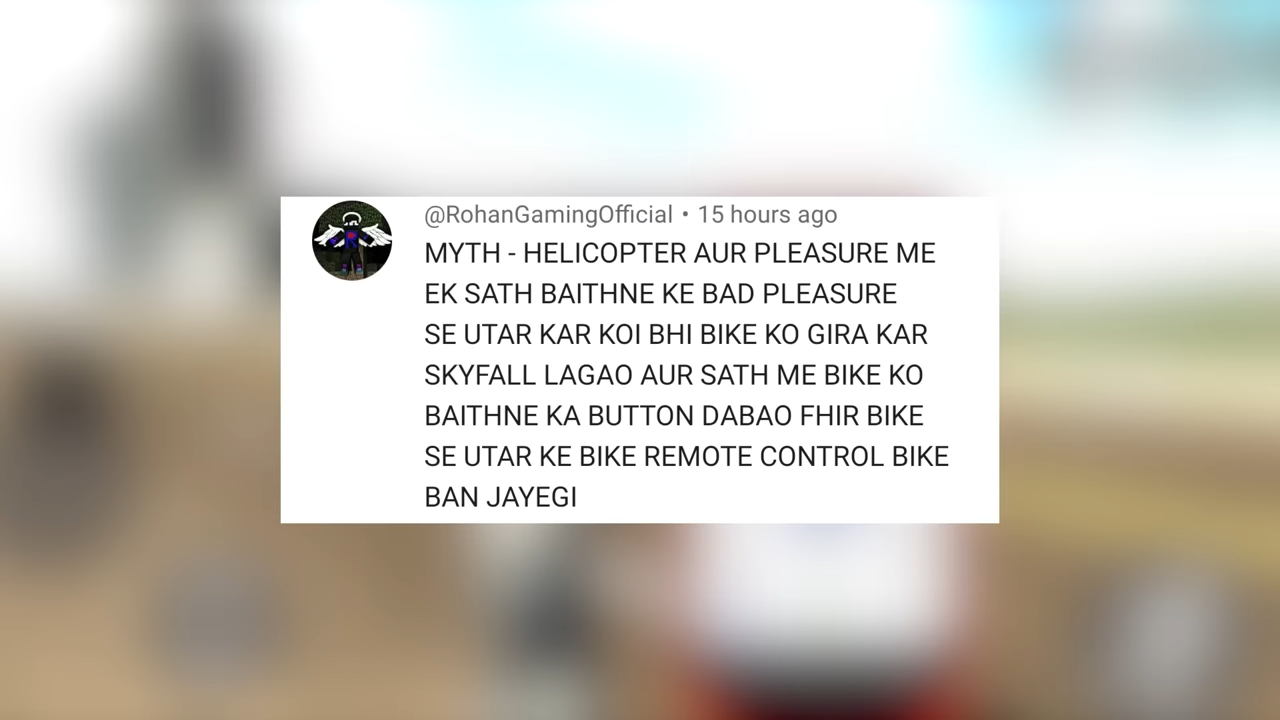 @RohanGamingOfficial • 15 hours ago
MYTH - HELICOPTER AUR PLEASURE ME
EK SATH BAITHNE KE BAD PLEASURE
SE UTAR KAR KOI BHI BIKE KO GIRA KAR
SKYFALL LAGAO AUR SATH ME BIKE KO
BAITHNE KA BUTTON DABAO FHIR BIKE
SE UTAR KE BIKE REMOTE CONTROL BIKE
BAN JAYEGI